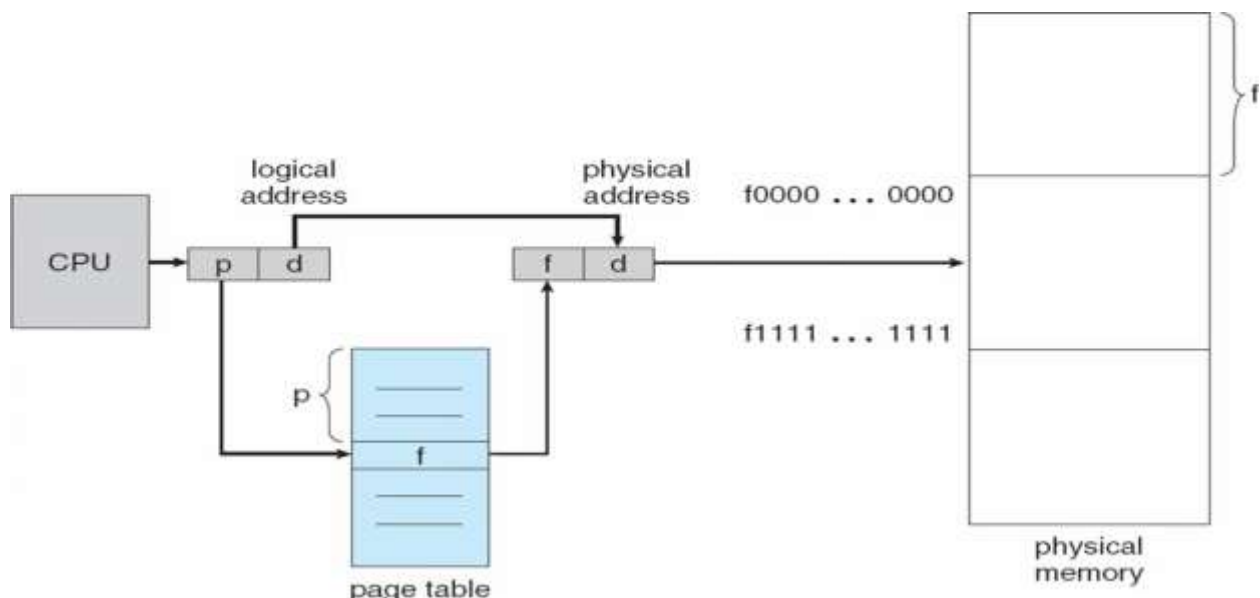 f
logical
address
physical
address
f0000 ... 0000
CPU
p
d
f
d
f1111 ... 1111
p
f
page table
physical
memory